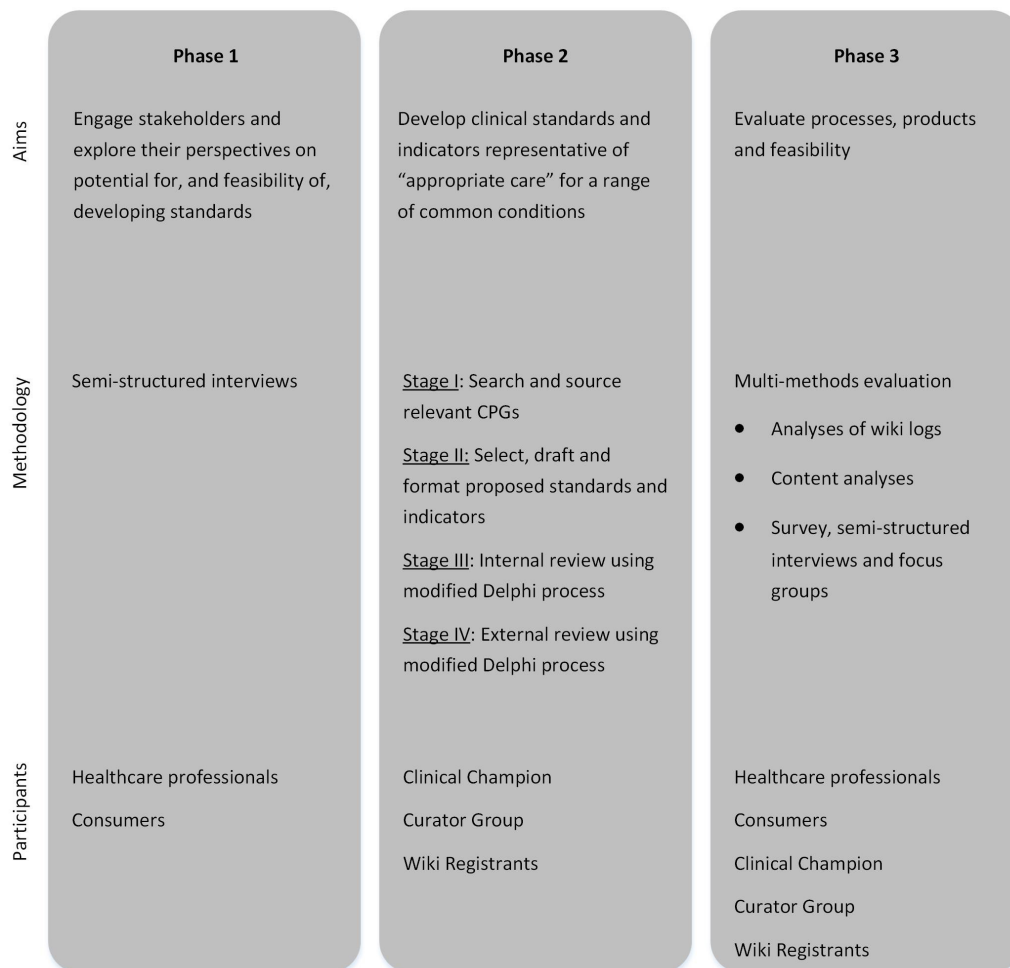 Phase 1
Phase 2
Phase 3
Aims
Engage stakeholders and
explore their perspectives on
potential for, and feasibility of,
developing standards
Develop clinical standards and
indicators representative of
“appropriate care” for a range
of common conditions
Evaluate processes, products
and feasibility
Methodology
Semi-structured interviews
Stage I: Search and source
relevant CPGs
Stage II: Select, draft and
format proposed standards and
indicators
Stage III: Internal review using
modified Delphi process
Stage IV: External review using
modified Delphi process
Multi-methods evaluation
● Analyses of wiki logs
● Content analyses
● Survey, semi-structured
interviews and focus
groups
Participants
Healthcare professionals
Consumers
Clinical Champion
Curator Group
Wiki Registrants
Healthcare professionals
Consumers
Clinical Champion
Curator Group
Wiki Registrants